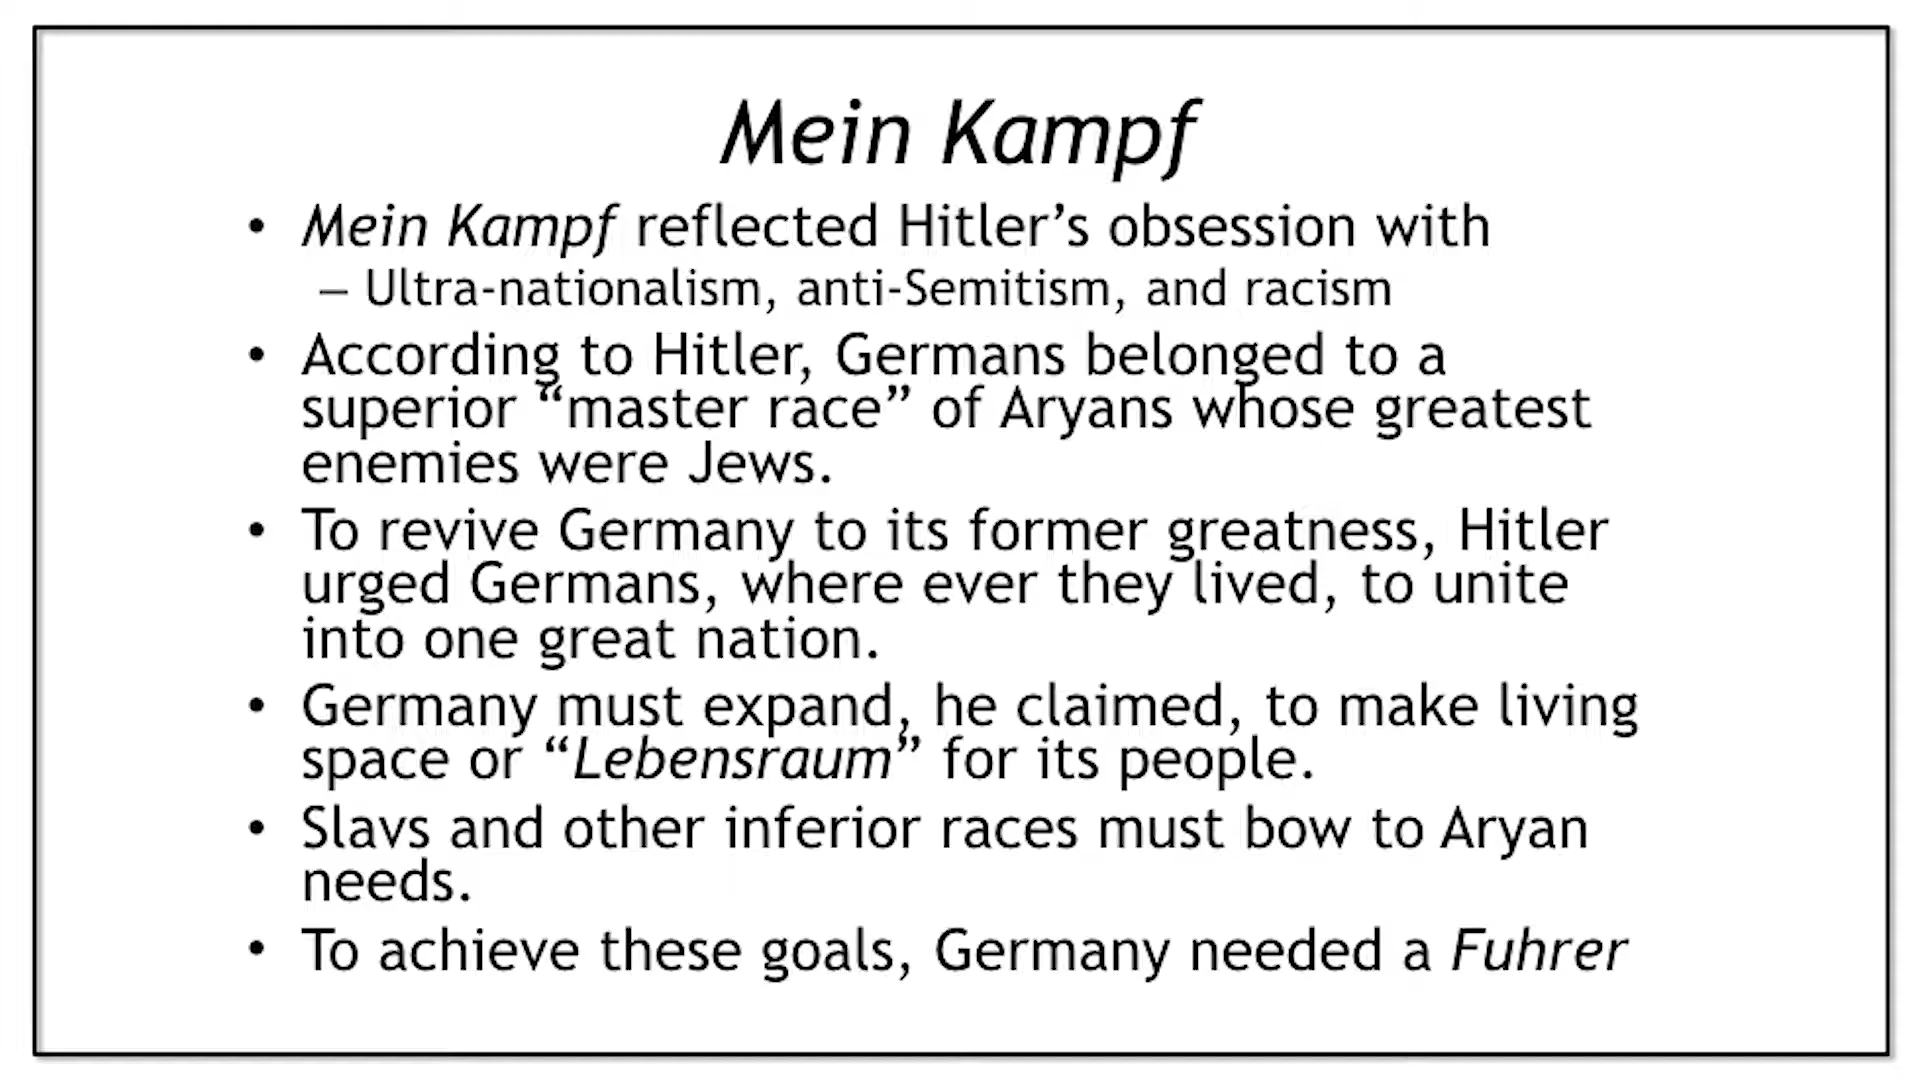 Mein Kampf
• Mein Kampf reflected Hitler’s obsession with
– Ultra-nationalism, anti-Semitism, and racism
• According to Hitler, Germans belonged to a
superior “master race” of Aryans whose greatest
enemies were Jews.
• To revive Germany to its former greatness, Hitler
urged Germans, where ever they lived, to unite
into one great nation.
• Germany must expand, he claimed, to make living
space or “Lebensraum” for its people.
• Slavs and other inferior races must bow to Aryan
needs.
• To achieve these goals, Germany needed a Fuhrer